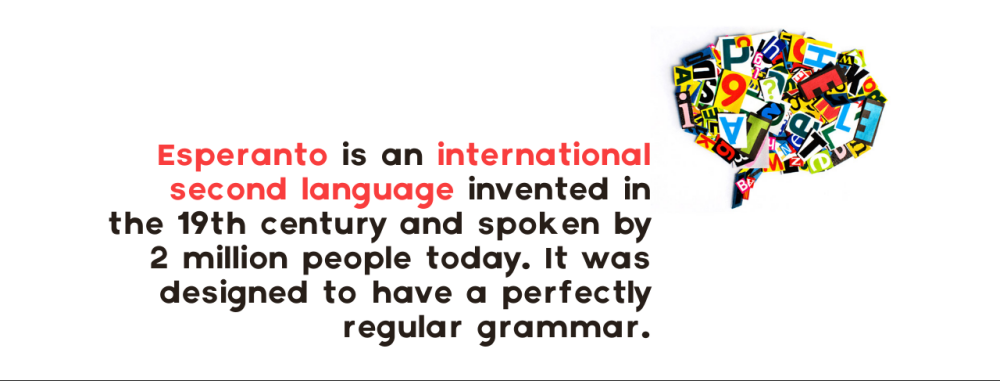 Esperanto is an international
second language invented in
the 19th century and spoken by
2 million people today. It was
designed to have a perfectly
regular grammar.